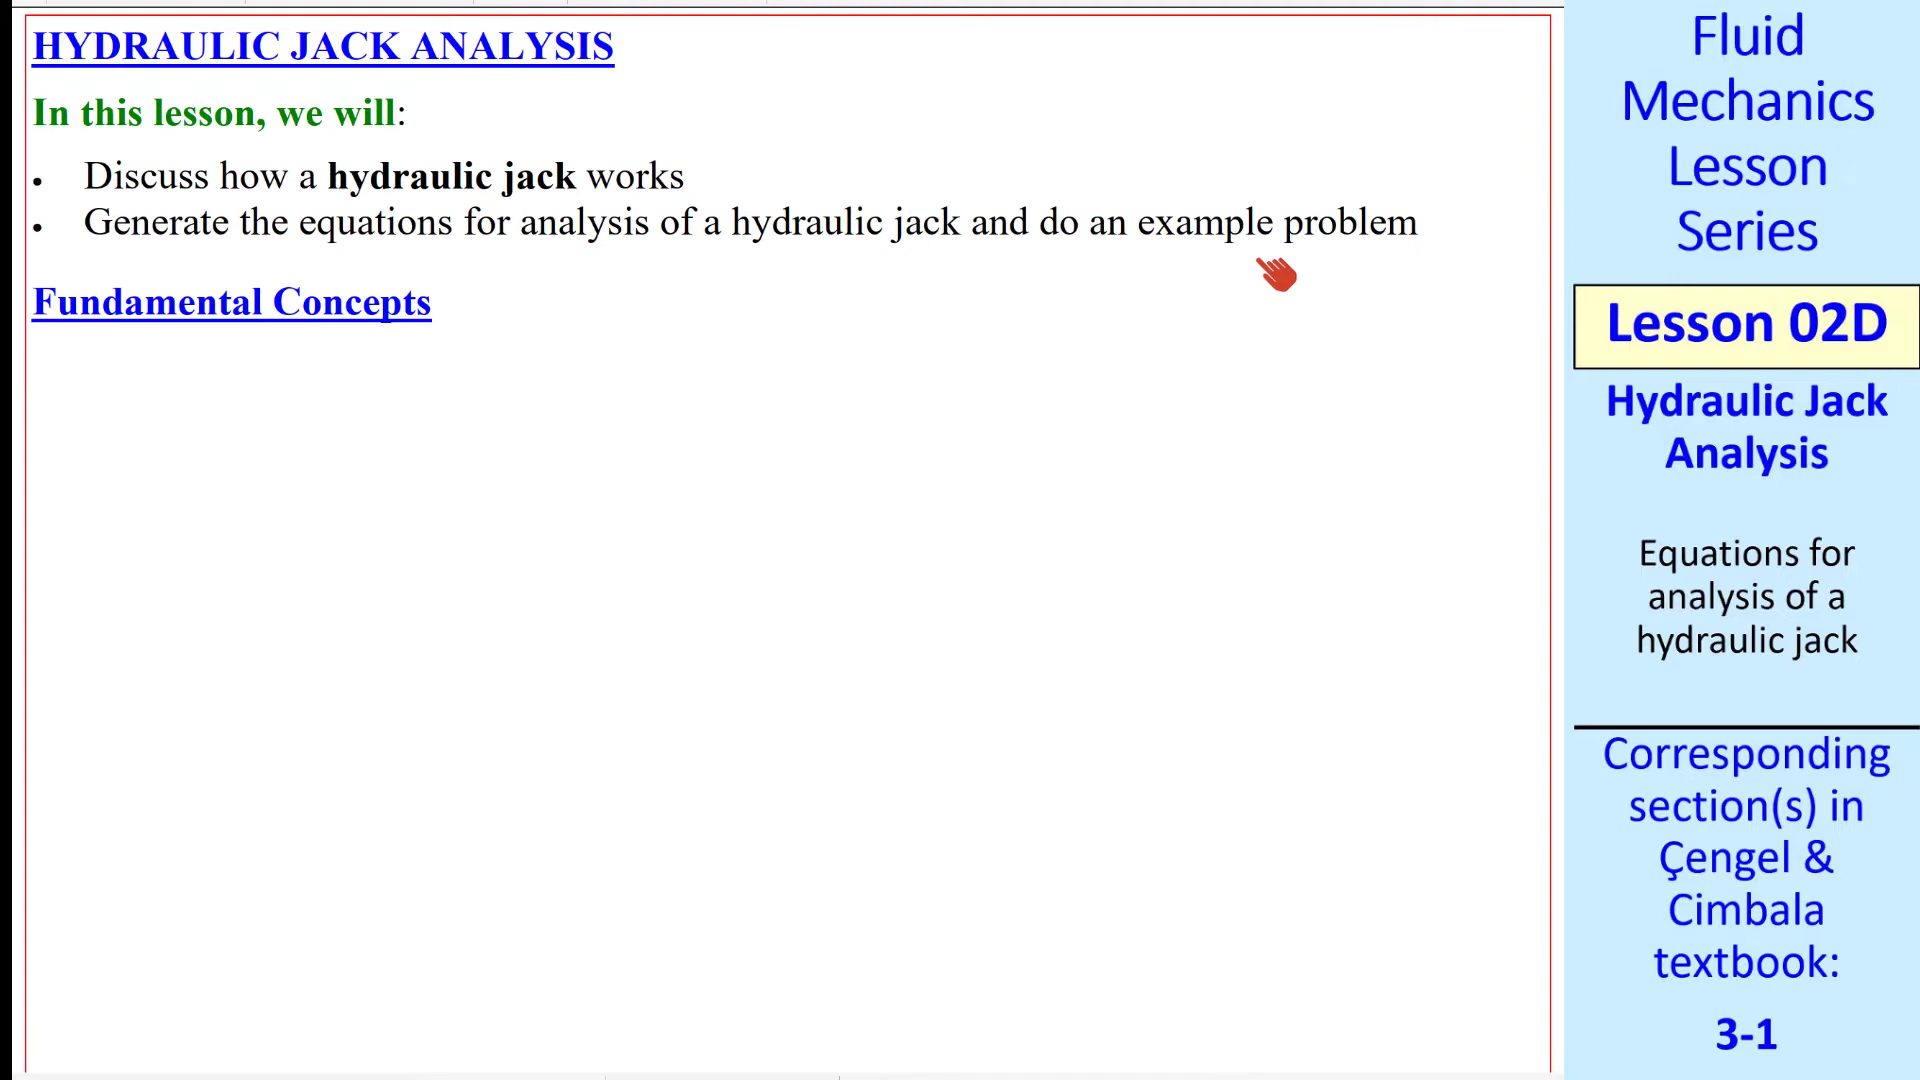 HYDRAULIC JACK ANALYSIS
In this lesson, we will:
• Discuss how a hydraulic jack works
• Generate the equations for analysis of a hydraulic jack and do an example problem
Fundamental Concepts
Fluid
Mechanics
Lesson
Series
Lesson 02D
Hydraulic Jack
Analysis
Equations for
analysis of a
hydraulic jack
Corresponding
section(s) in
Çengel &
Cimbala
textbook:
3-1